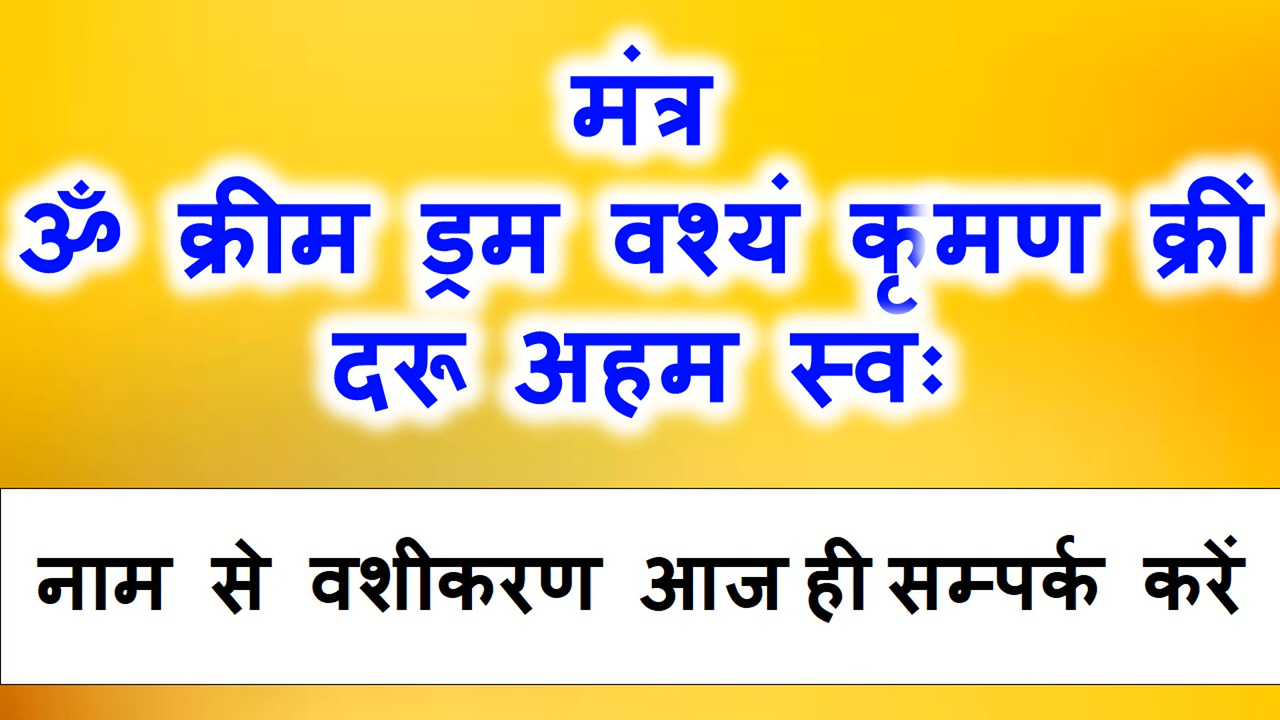 मंत्र
ॐ क्रीम ड्रम वश्यं कृमण क्रीं
दरू अहम स्वः
नाम से वशीकरण आज ही सम्पर्क करें